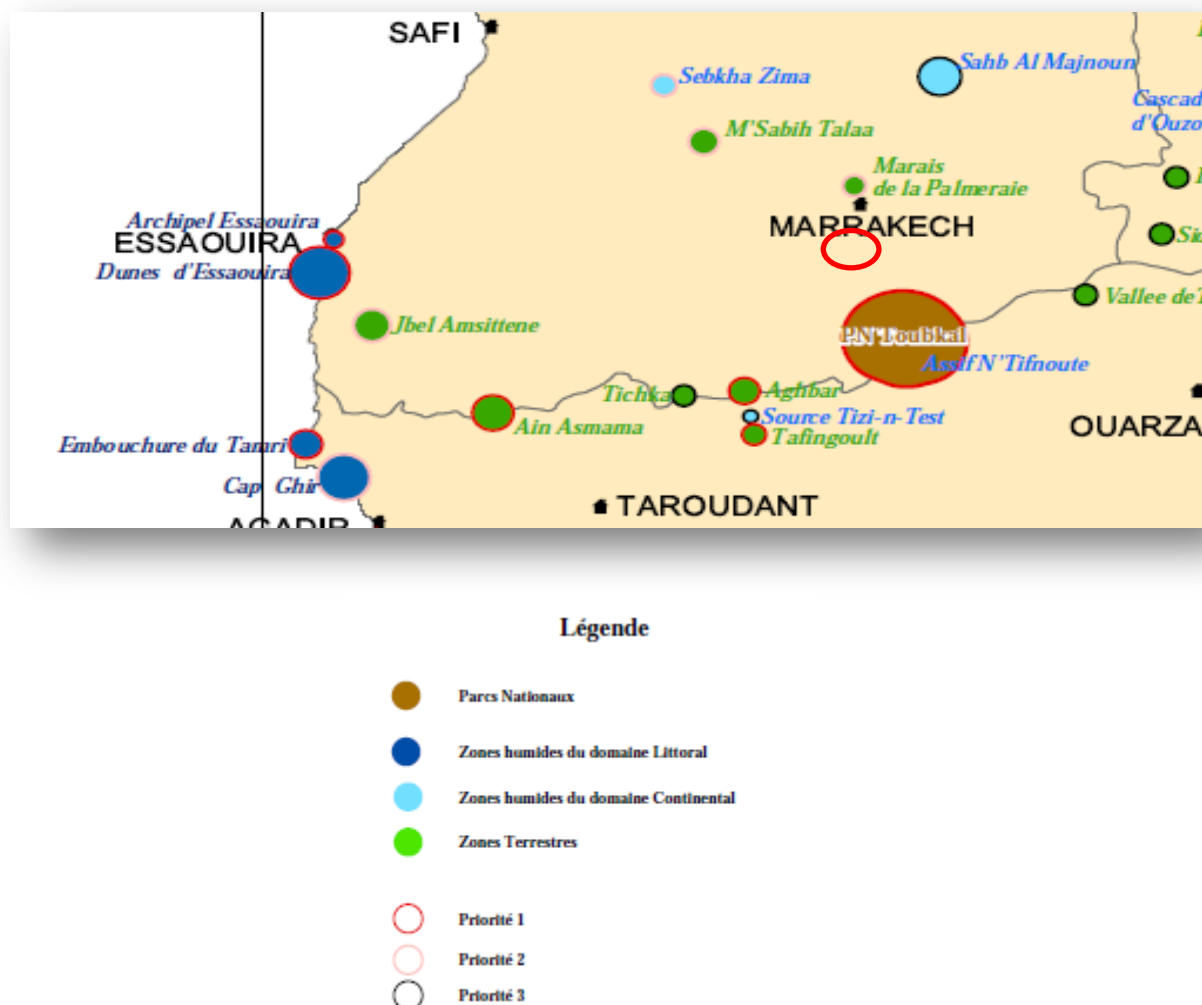 SAFI
Sebkha Zima
Sahb Al Majnoun
M'Sabih Talaa
Marais
de la Palmeraie
MARRAKECH
Archipel Essaouira
ESSAOUIRA
Dunes d'Essaouira
Jbel Amsittene
P.N Toubkal
Assif N'Tifnoute
Tichka
Aghbar
Source Tizi-n-Test
Tafingoult
Ain Asmama
Embouchure du Tamri
Cap Ghir
TAROUDANT
AGADIR
Vallee de
OUARZA
Cascad
d'Ouzo
Légende
Parcs Nationaux
Zones humides du domaine Littoral
Zones humides du domaine Continental
Zones Terrestres
Priorité 1
Priorité 2
Priorité 3